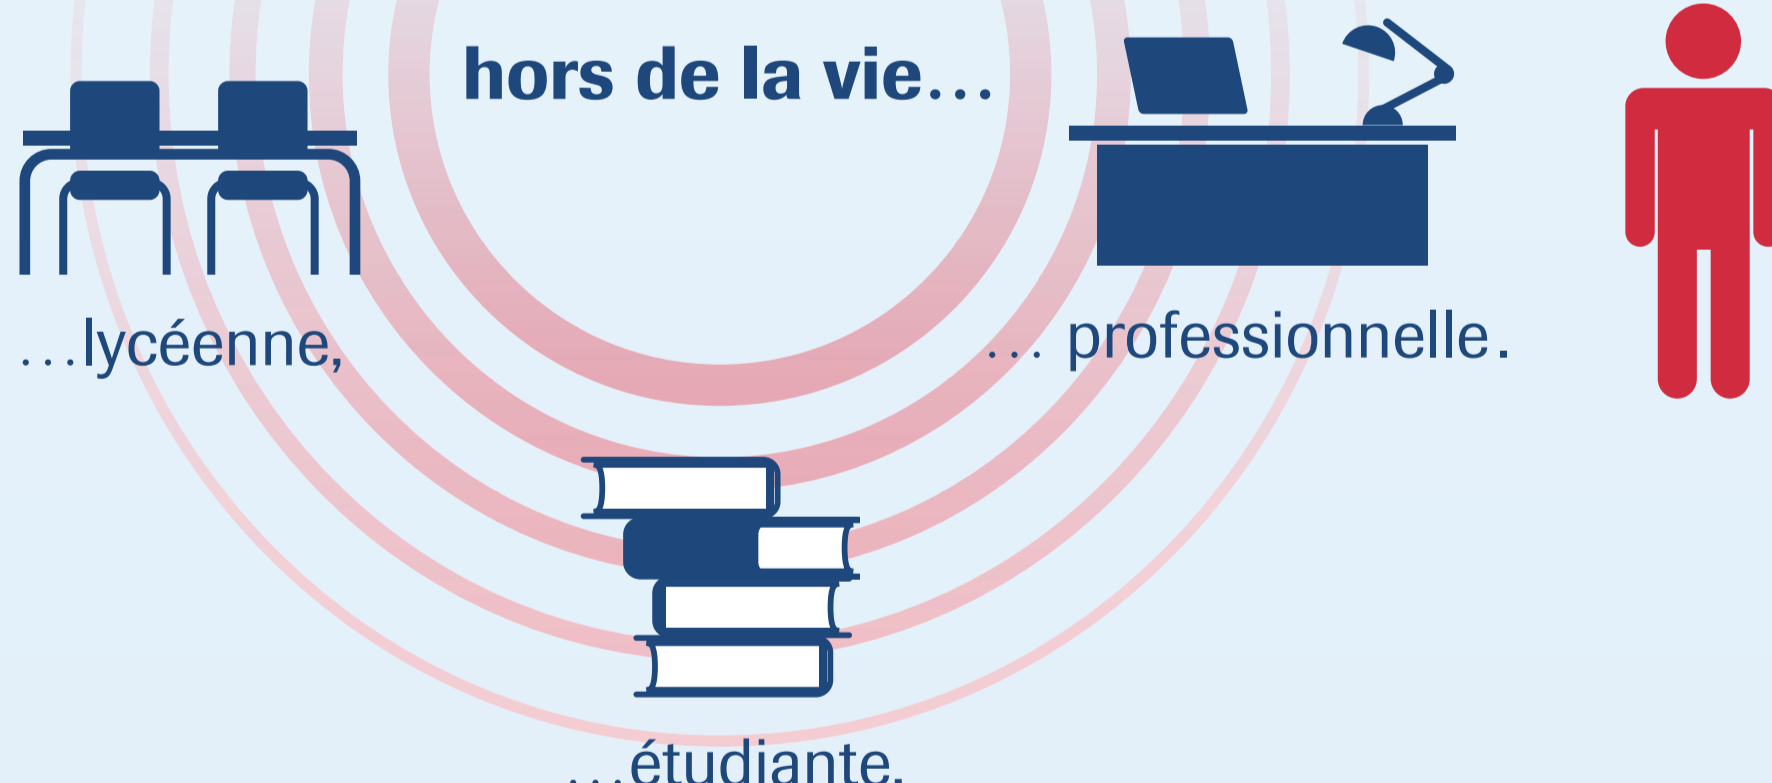 hors de la vie…
…lycéenne,
… professionnelle.
…étudiante,